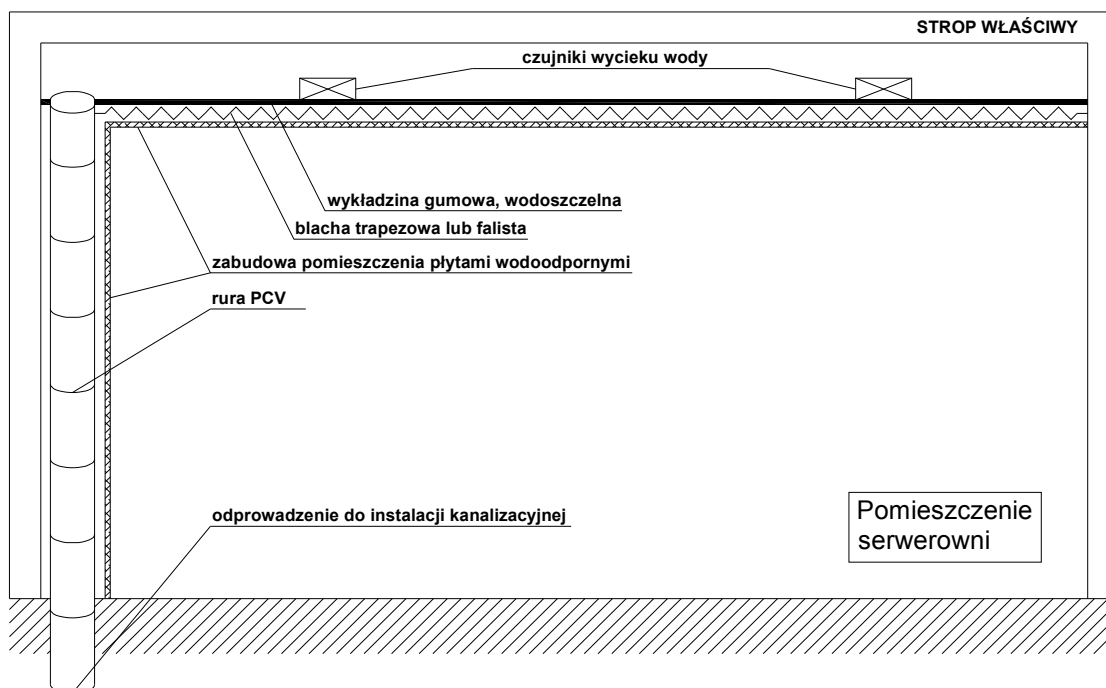 STROP WŁAŚCIWY
czujniki wycieku wody
wykładzina gumowa, wodoszczelna
blacha trapezowa lub falista
zabudowa pomieszczenia płytami wodoodpornymi
rura PCV
odprowadzenie do instalacji kanalizacyjnej
Pomieszczenie
serwerowni